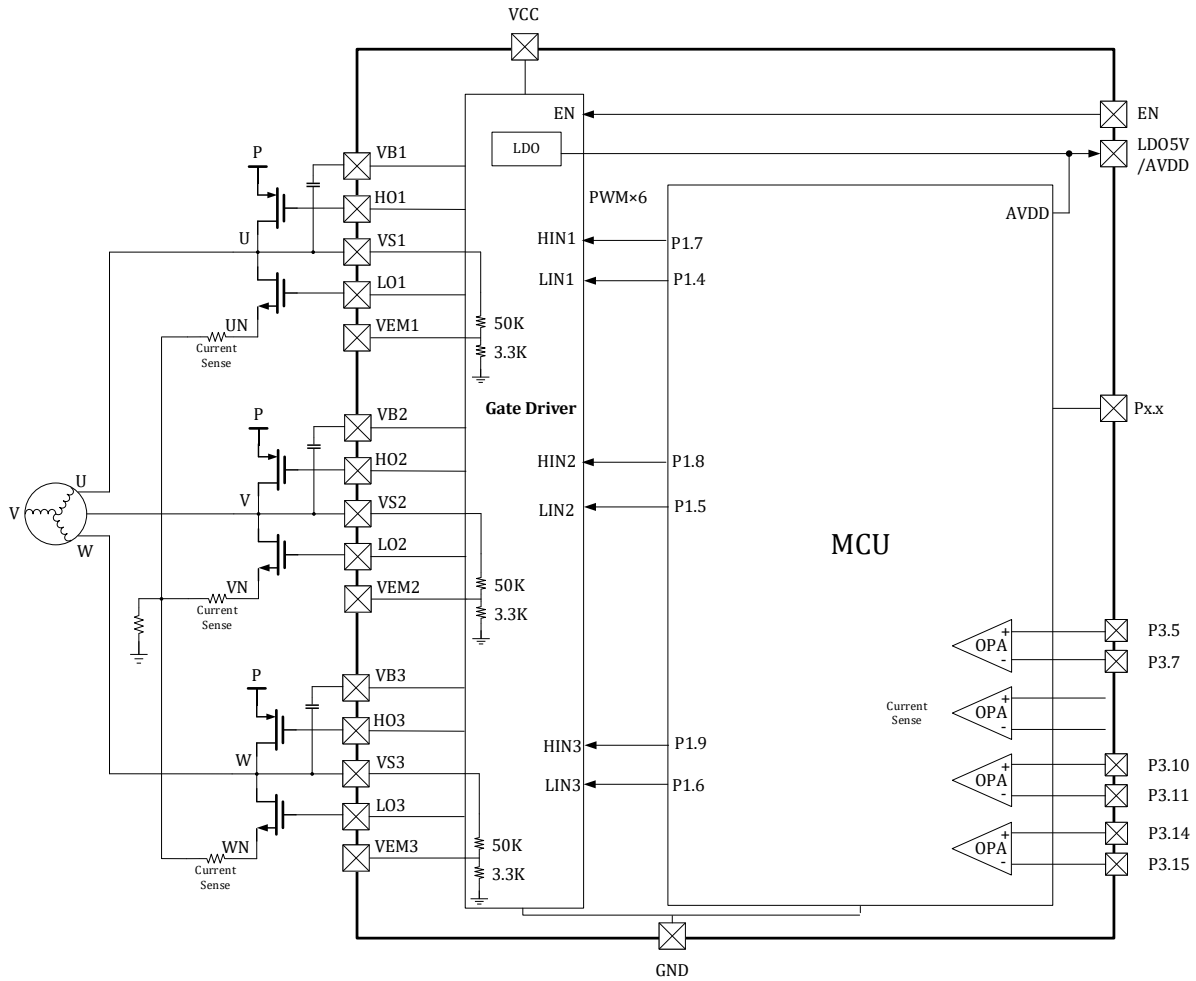 VCC
EN
EN
LDO
LDO5V
/AVDD
P
VB1
PWM×6
HO1
AVDD
U
VS1
HIN1
P1.7
LIN1
P1.4
LO1
UN
VEM1
50K
Current
Sense
3.3K
Gate Driver
Px.x
P
VB2
HO2
HIN2
P1.8
U
V
VS2
LIN2
P1.5
V
W
LO2
MCU
VN
VEM2
50K
Current
Sense
3.3K
+
OPA
-
P3.5
P3.7
P
VB3
Current
Sense
+
OPA
-
HO3
HIN3
P1.9
W
VS3
LIN3
P1.6
+
OPA
-
P3.10
P3.11
LO3
WN
VEM3
50K
Current
Sense
3.3K
+
OPA
-
P3.14
P3.15
GND